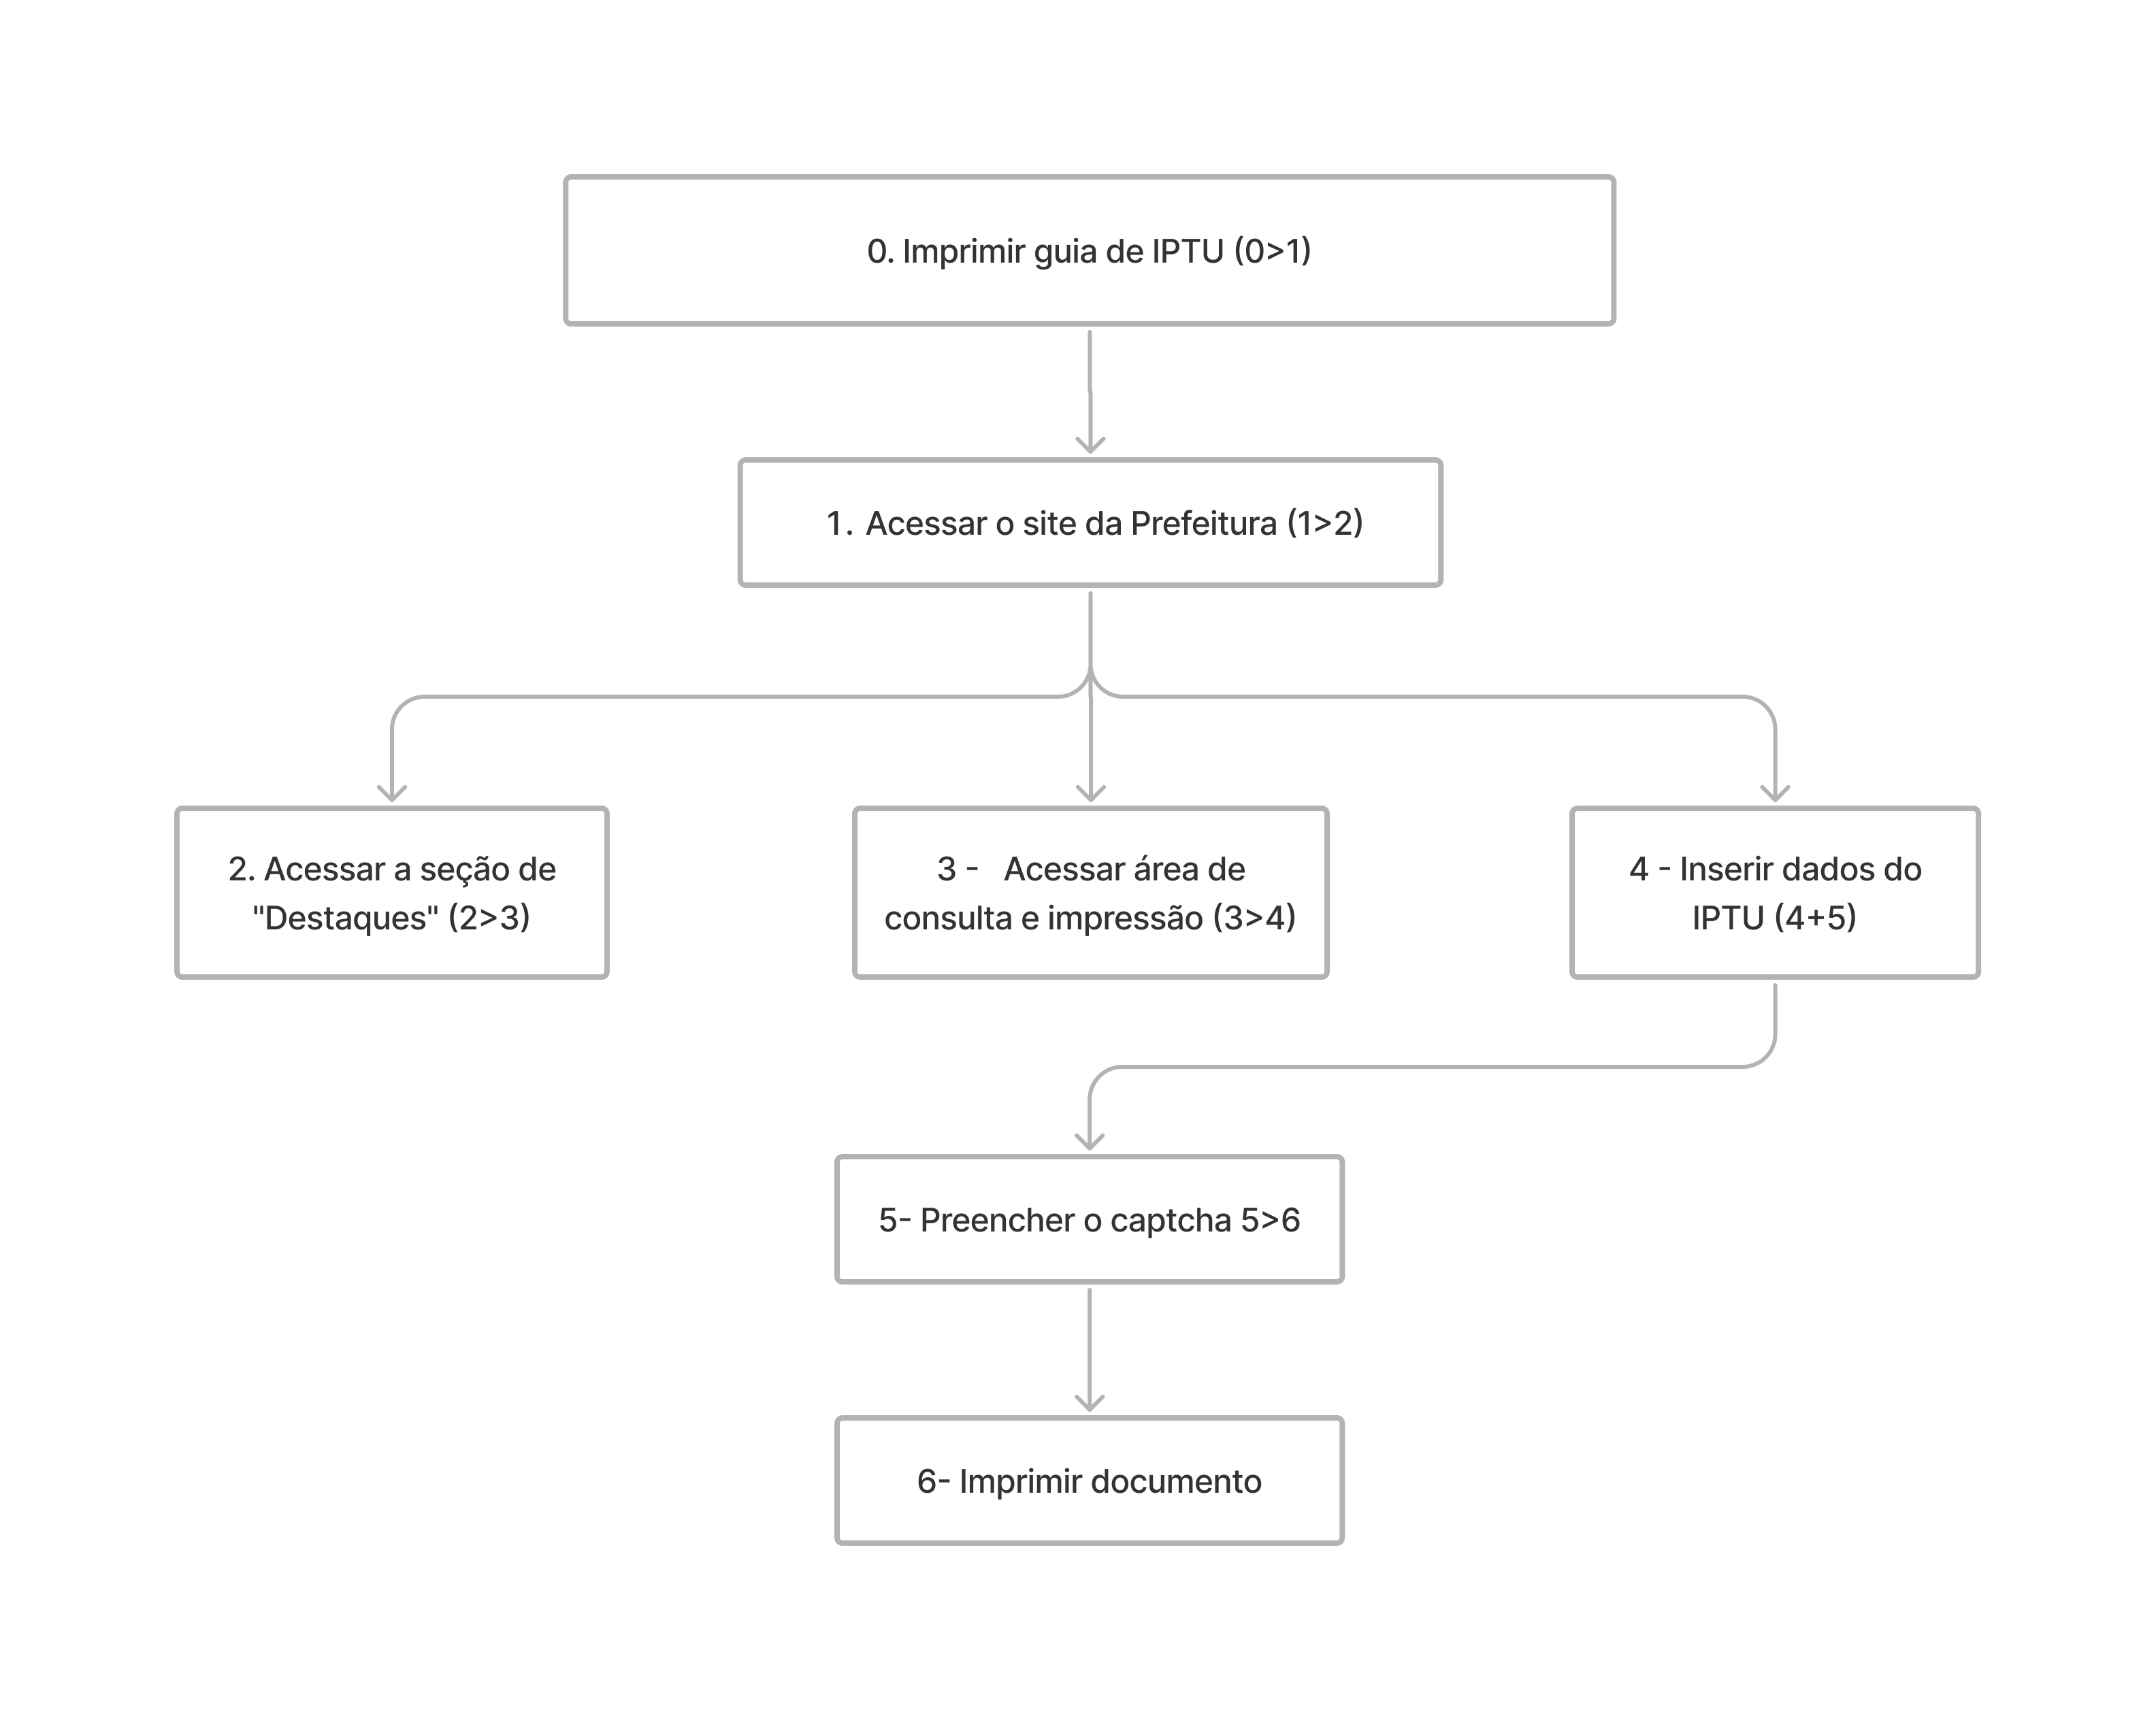 0. Imprimir guia de IPTU (0>1)
1. Acessar o site da Prefeitura (1>2)
2. Acessar a seção de
"Destaques" (2>3)
3 - Acessar área de
consulta e impressão (3>4)
4 - Inserir dados do
IPTU (4+5)
5- Preencher o captcha 5>6
6- Imprimir documento